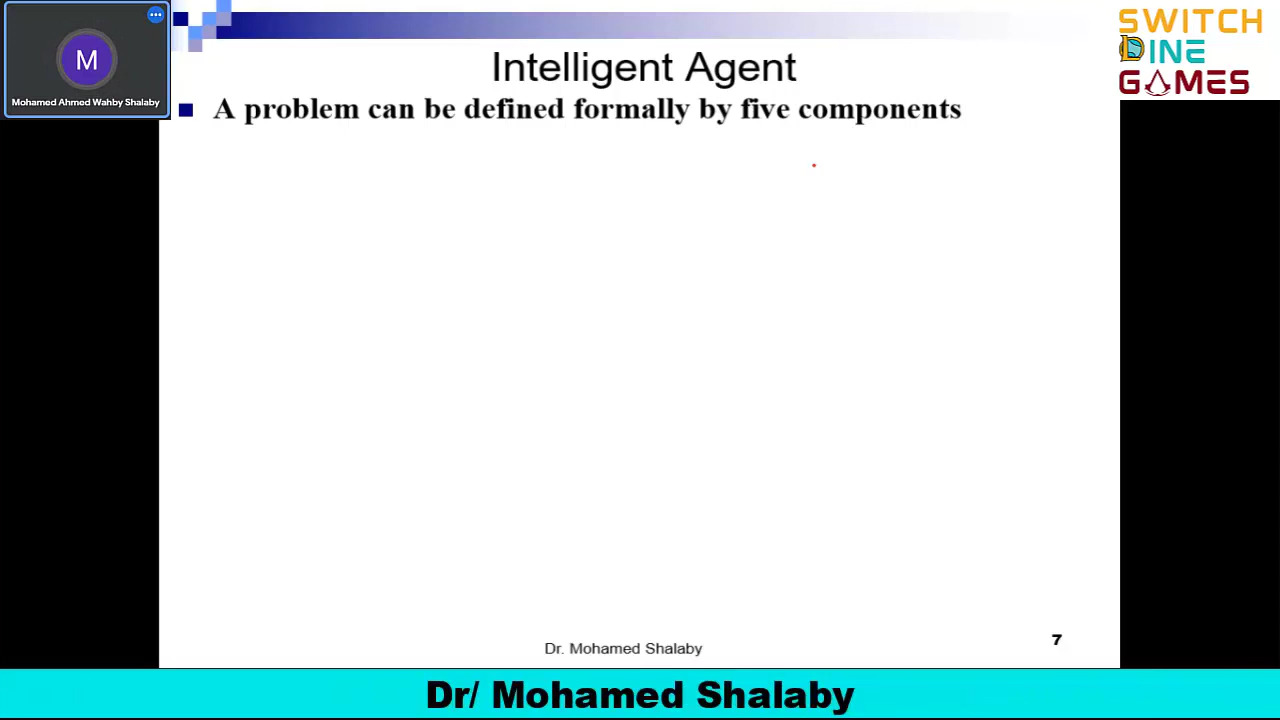 M
Mohamed Ahmed Wahby Shalaby
SWITCH
DINE
GAMES
Intelligent Agent
A problem can be defined formally by five components
Dr. Mohamed Shalaby
7
Dr/ Mohamed Shalaby